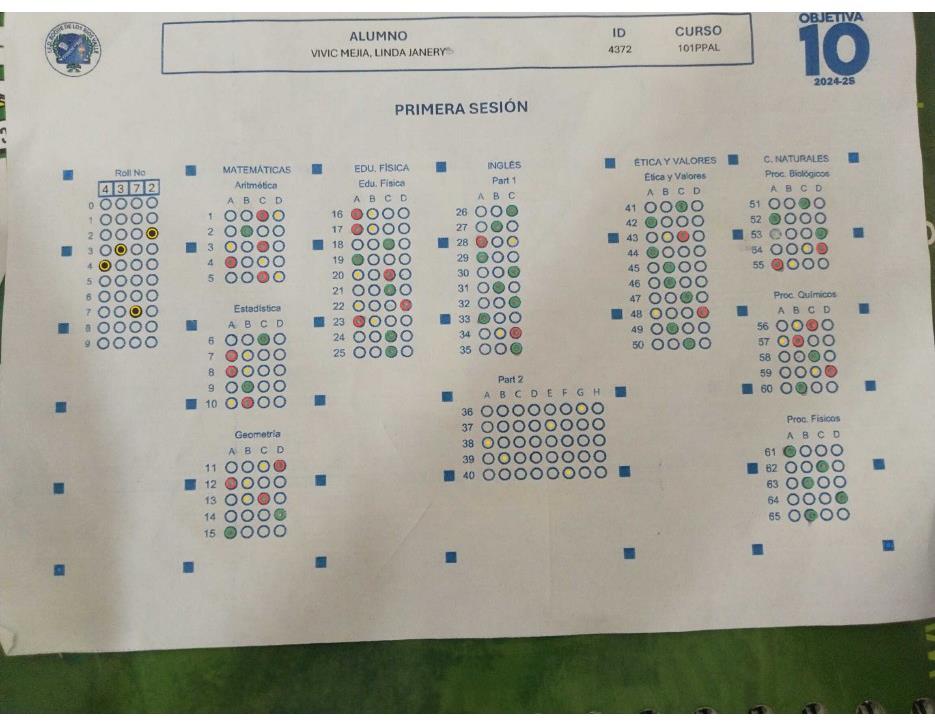 I.E.D. ROQUE DE LOS RIOS VALLE
ALUMNO ID CURSO
VIVIC MEJIA, LINDA JANERY 4372 101PPAL
OBJETIVA
10
2024-2S
PRIMERA SESIÓN
Roll No
4 3 7 2
0
1
2
3
4
5
6
7
8
9
MATEMÁTICAS
Aritmética
A B C D
1
2
3
4
5
Estadística
A B C D
6
7
8
9
10
Geometría
A B C D
11
12
13
14
15
EDU. FÍSICA
Edu. Física
A B C D
16
17
18
19
20
21
22
23
24
25
INGLÉS
Part 1
A B C
26
27
28
29
30
31
32
33
34
35
Part 2
A B C D E F G H
36
37
38
39
40
ÉTICA Y VALORES
Ética y Valores
A B C D
41
42
43
44
45
46
47
48
49
50
C. NATURALES
Proc. Biológicos
A B C D
51
52
53
54
55
Proc. Químicos
A B C D
56
57
58
59
60
Proc. Físicos
A B C D
61
62
63
64
65